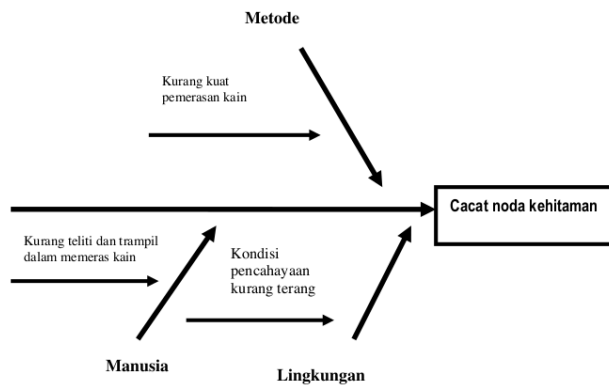 Metode
Kurang kuat
pemerasan kain
Cacat noda kehitaman
Kurang teliti dan trampil
dalam memeras kain
Kondisi
pencahayaan
kurang terang
Manusia
Lingkungan